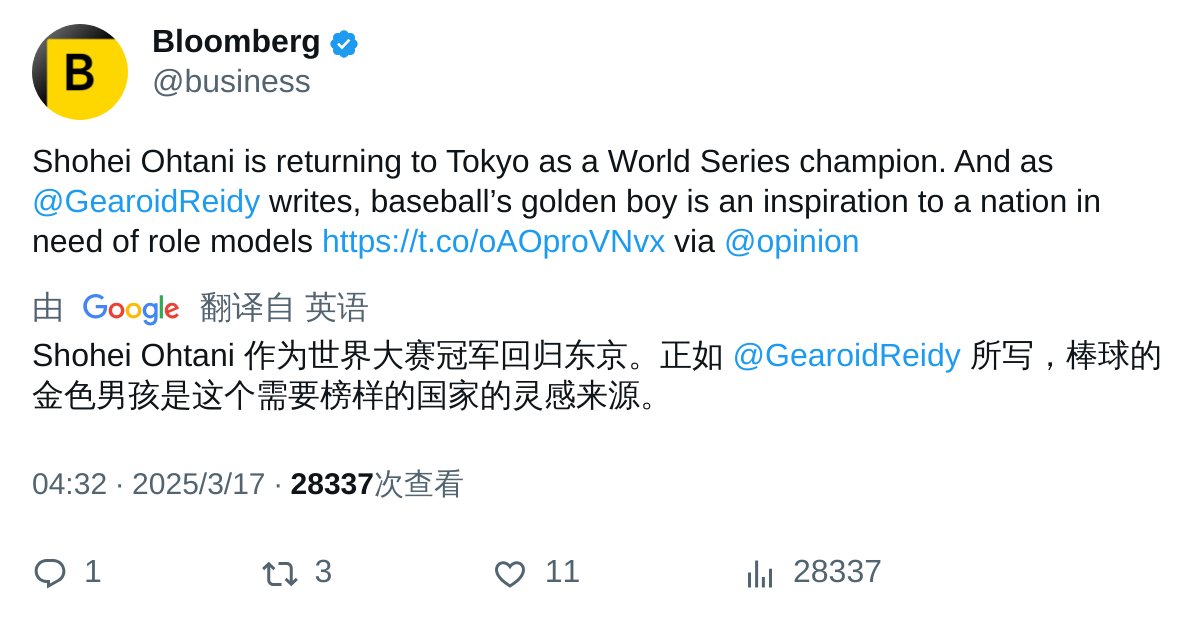 Bloomberg
@business
Shohei Ohtani is returning to Tokyo as a World Series champion. And as
@GearoidReidy writes, baseball’s golden boy is an inspiration to a nation in
need of role models https://t.co/oAOproVNvx via @opinion
由 Google 翻译自 英语
Shohei Ohtani 作为世界大赛冠军回归东京。正如 @GearoidReidy 所写，棒球的
金色男孩是这个需要榜样的国家的灵感来源。
04:32 · 2025/3/17 · 28337次查看
1 3 11 28337